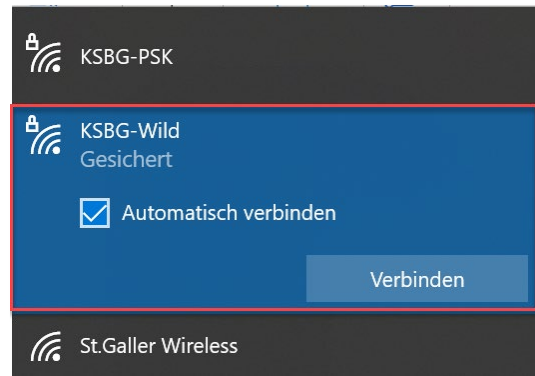 KSBG-PSK
KSBG-Wild
Gesichert
Automatisch verbinden
Verbinden
St.Galler Wireless